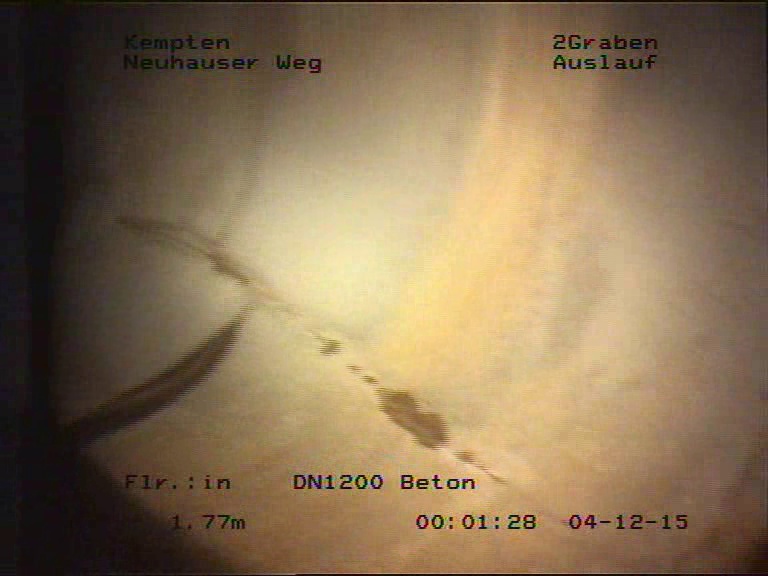 Kempten
2Graben
Neuhauser Weg
Auslauf
Flr.:in
DN1200 Beton
1.77m
00:01:28
04-12-15